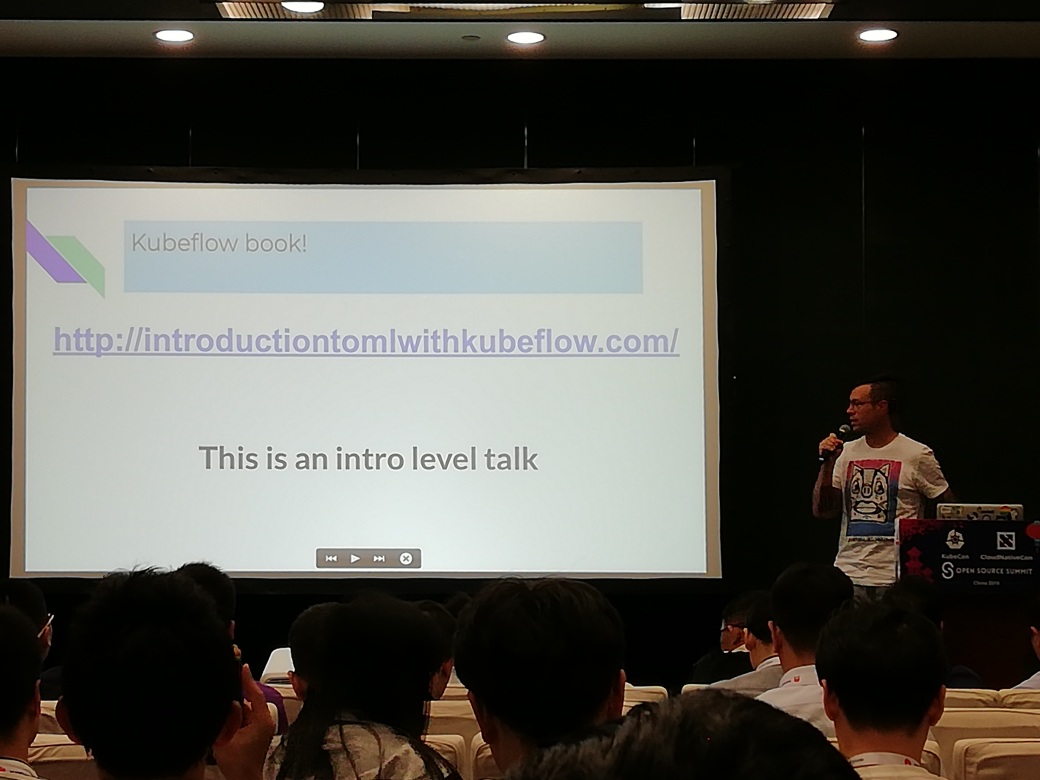 Kubeflow book!
http://introductiontomlwithkubeflow.com/
This is an intro level talk
KubeCon
CloudNativeCon
OPEN SOURCE SUMMIT
China 2019